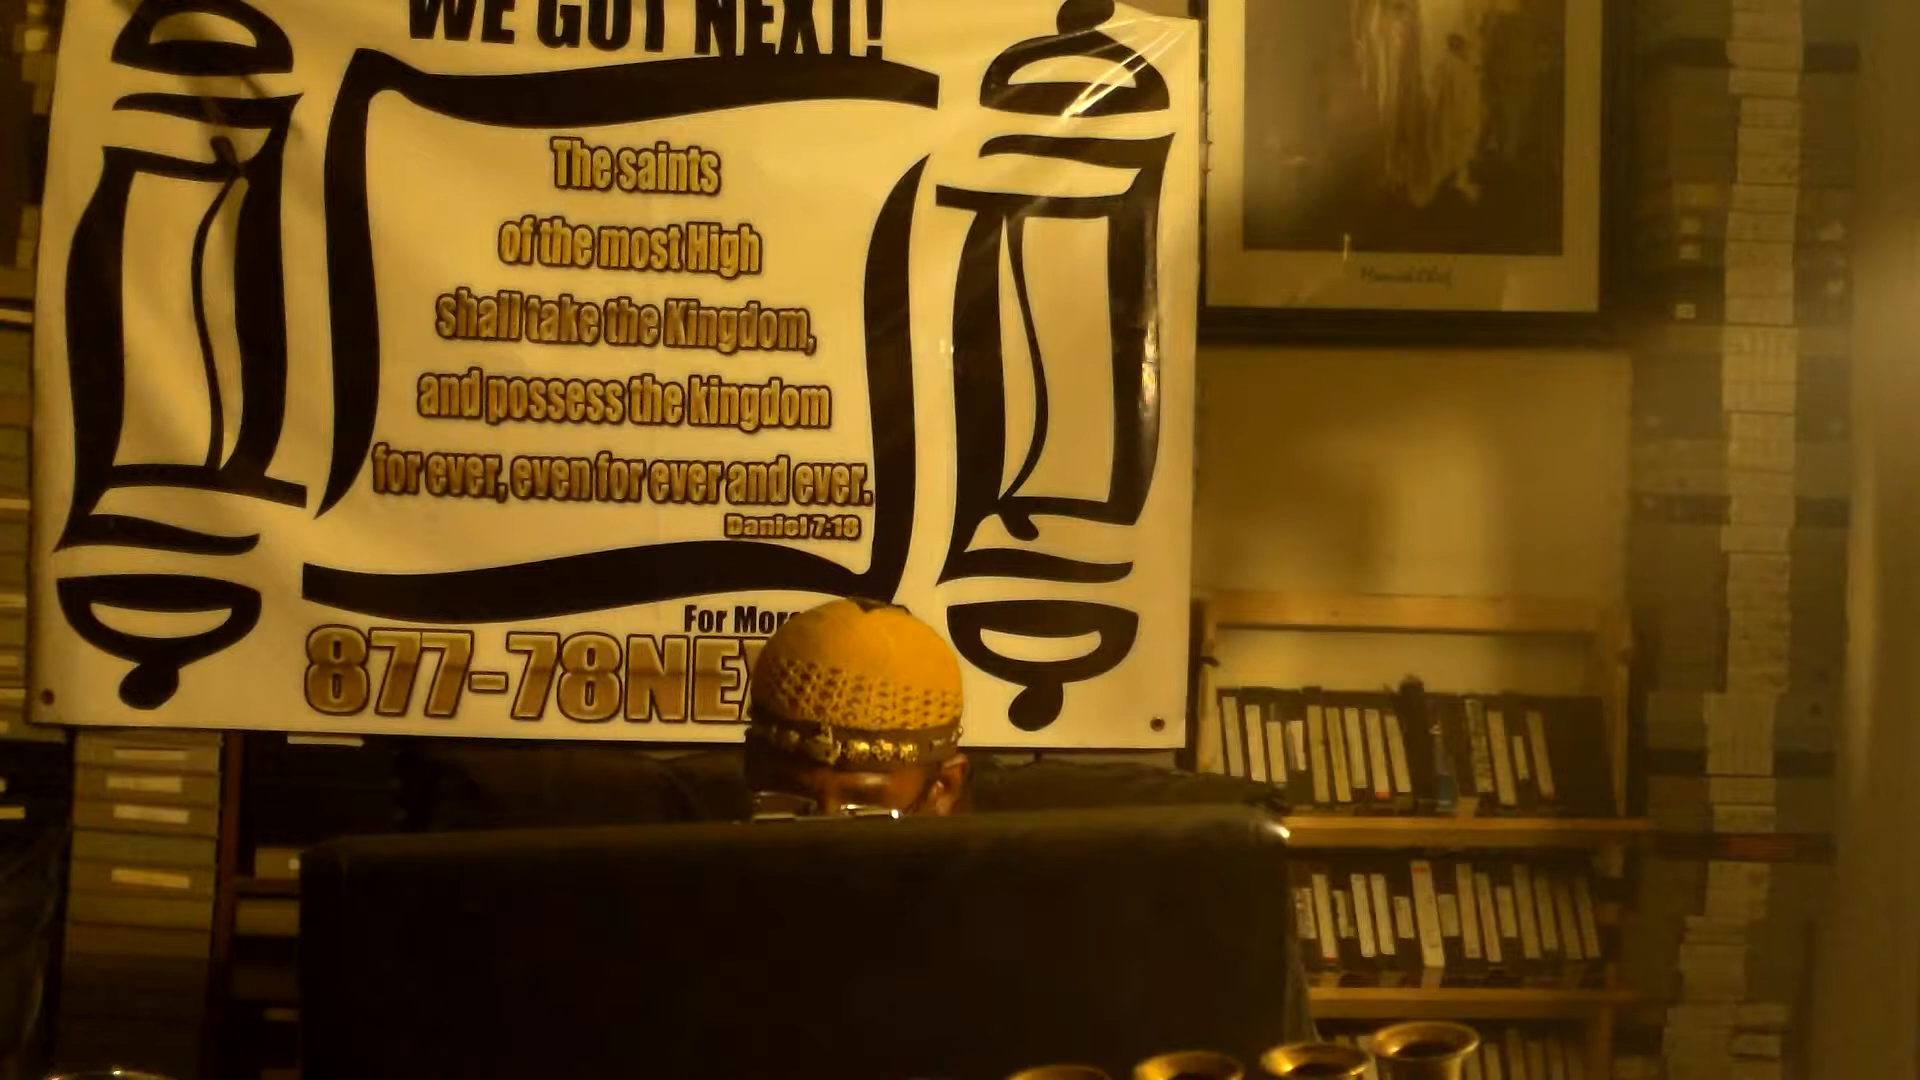 WE GOT NEXT!
The saints
of the most High
shall take the Kingdom,
and possess the kingdom
for ever, even for ever and ever.
Daniel 7:18
For More
877-78NEX